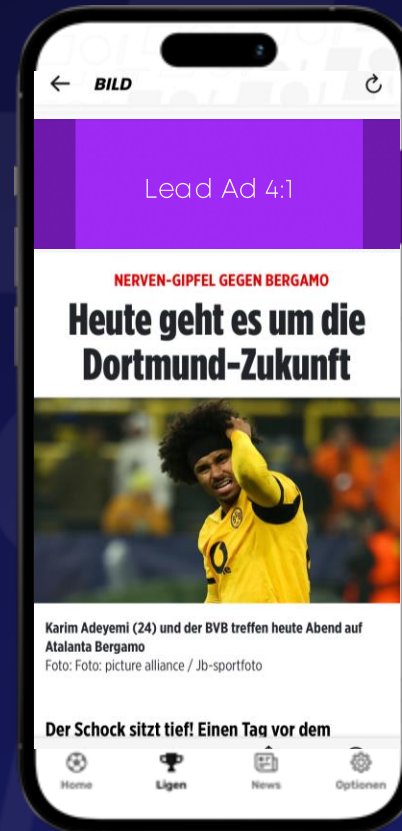 BILD
Lead Ad 4:1
NERVEN-GIPFEL GEGEN BERGAMO
Heute geht es um die
Dortmund-Zukunft
Karim Adeyemi (24) und der BVB treffen heute Abend auf
Atalanta Bergamo
Foto: Foto: picture alliance / Jb-sportfoto
Der Schock sitzt tief! Einen Tag vor dem
Home
Ligen
News
Optionen